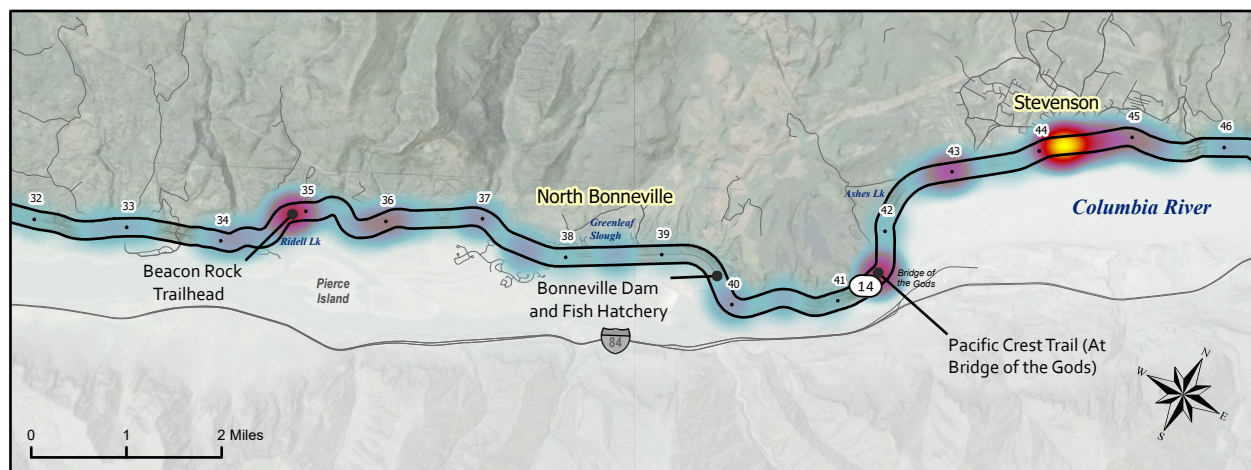 Stevenson
44
45
46
43
32
33
34
35
36
37
38
39
40
41
42
North Bonneville
Greenleaf
Slough
Ashes Lk
Columbia River
Ridell Lk
Beacon Rock
Trailhead
Pierce
Island
Bonneville Dam
and Fish Hatchery
14
Bridge of
the Gods
84
Pacific Crest Trail (At
Bridge of the Gods)
N
W
E
S
0
1
2 Miles